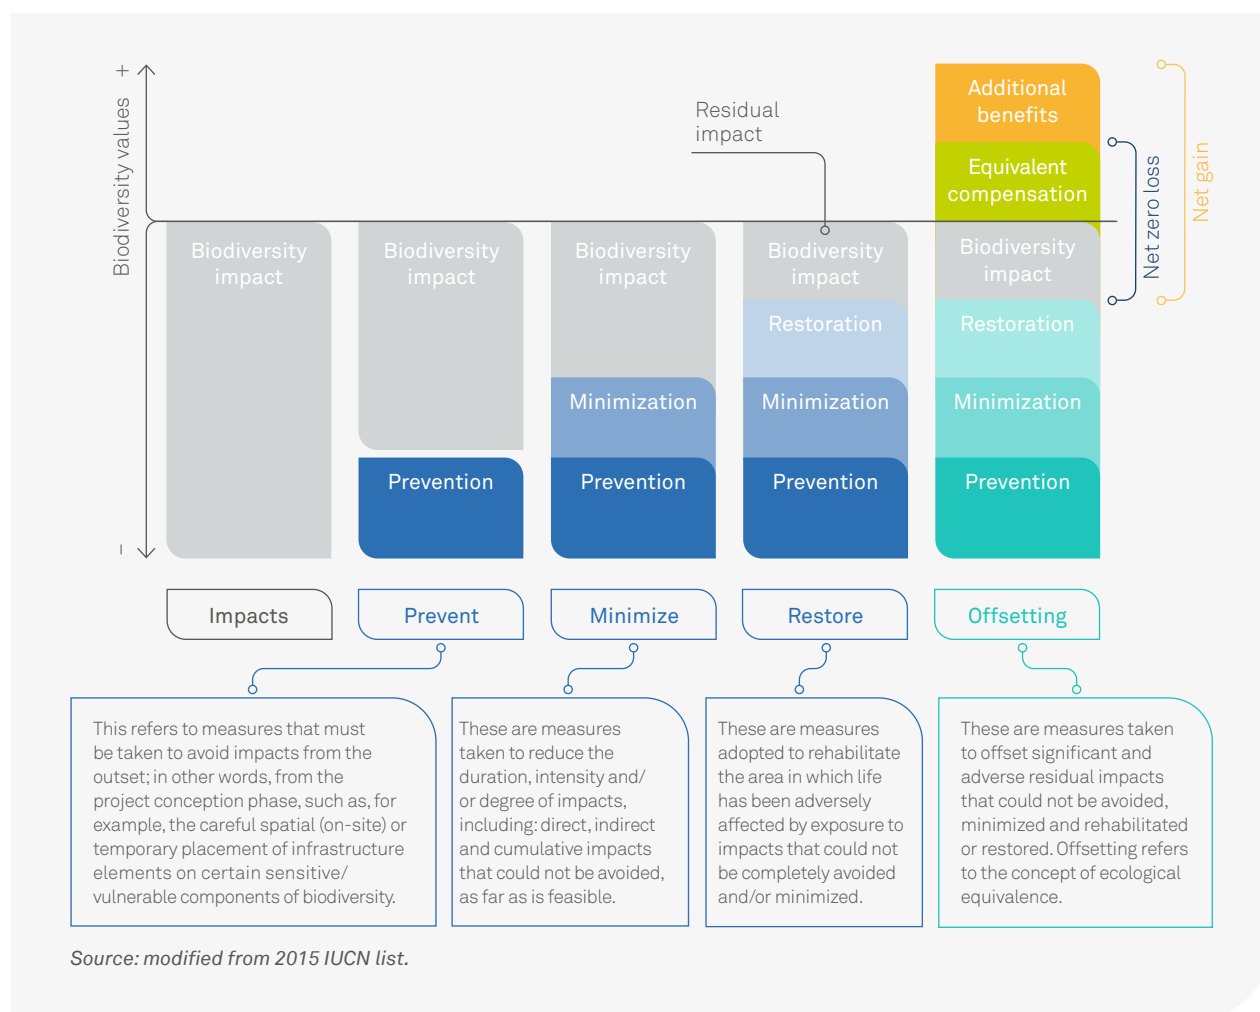 +
Biodiversity values
–
Residual
impact
Additional
benefits
Equivalent
compensation
Net zero loss
Net gain
Biodiversity
impact
Biodiversity
impact
Biodiversity
impact
Biodiversity
impact
Biodiversity
impact
Restoration
Restoration
Minimization
Minimization
Minimization
Prevention
Prevention
Prevention
Prevention
Impacts
Prevent
Minimize
Restore
Offsetting
This refers to measures that must
be taken to avoid impacts from the
outset; in other words, from the
project conception phase, such as, for
example, the careful spatial (on-site) or
temporary placement of infrastructure
elements on certain sensitive/
vulnerable components of biodiversity.
These are measures
taken to reduce the
duration, intensity and/
or degree of impacts,
including: direct, indirect
and cumulative impacts
that could not be avoided,
as far as is feasible.
These are measures
adopted to rehabilitate
the area in which life
has been adversely
affected by exposure to
impacts that could not
be completely avoided
and/or minimized.
These are measures taken
to offset significant and
adverse residual impacts
that could not be avoided,
minimized and rehabilitated
or restored. Offsetting refers
to the concept of ecological
equivalence.
Source: modified from 2015 IUCN list.